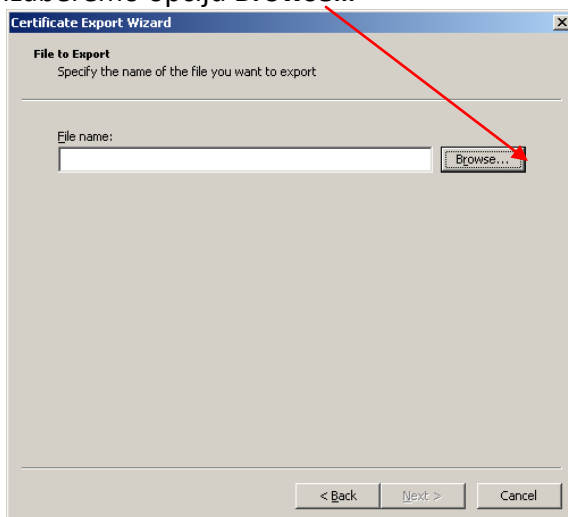 opciju Browse...
Certificate Export Wizard
File to Export
Specify the name of the file you want to export
File name:
Browse...
< Back
Next >
Cancel